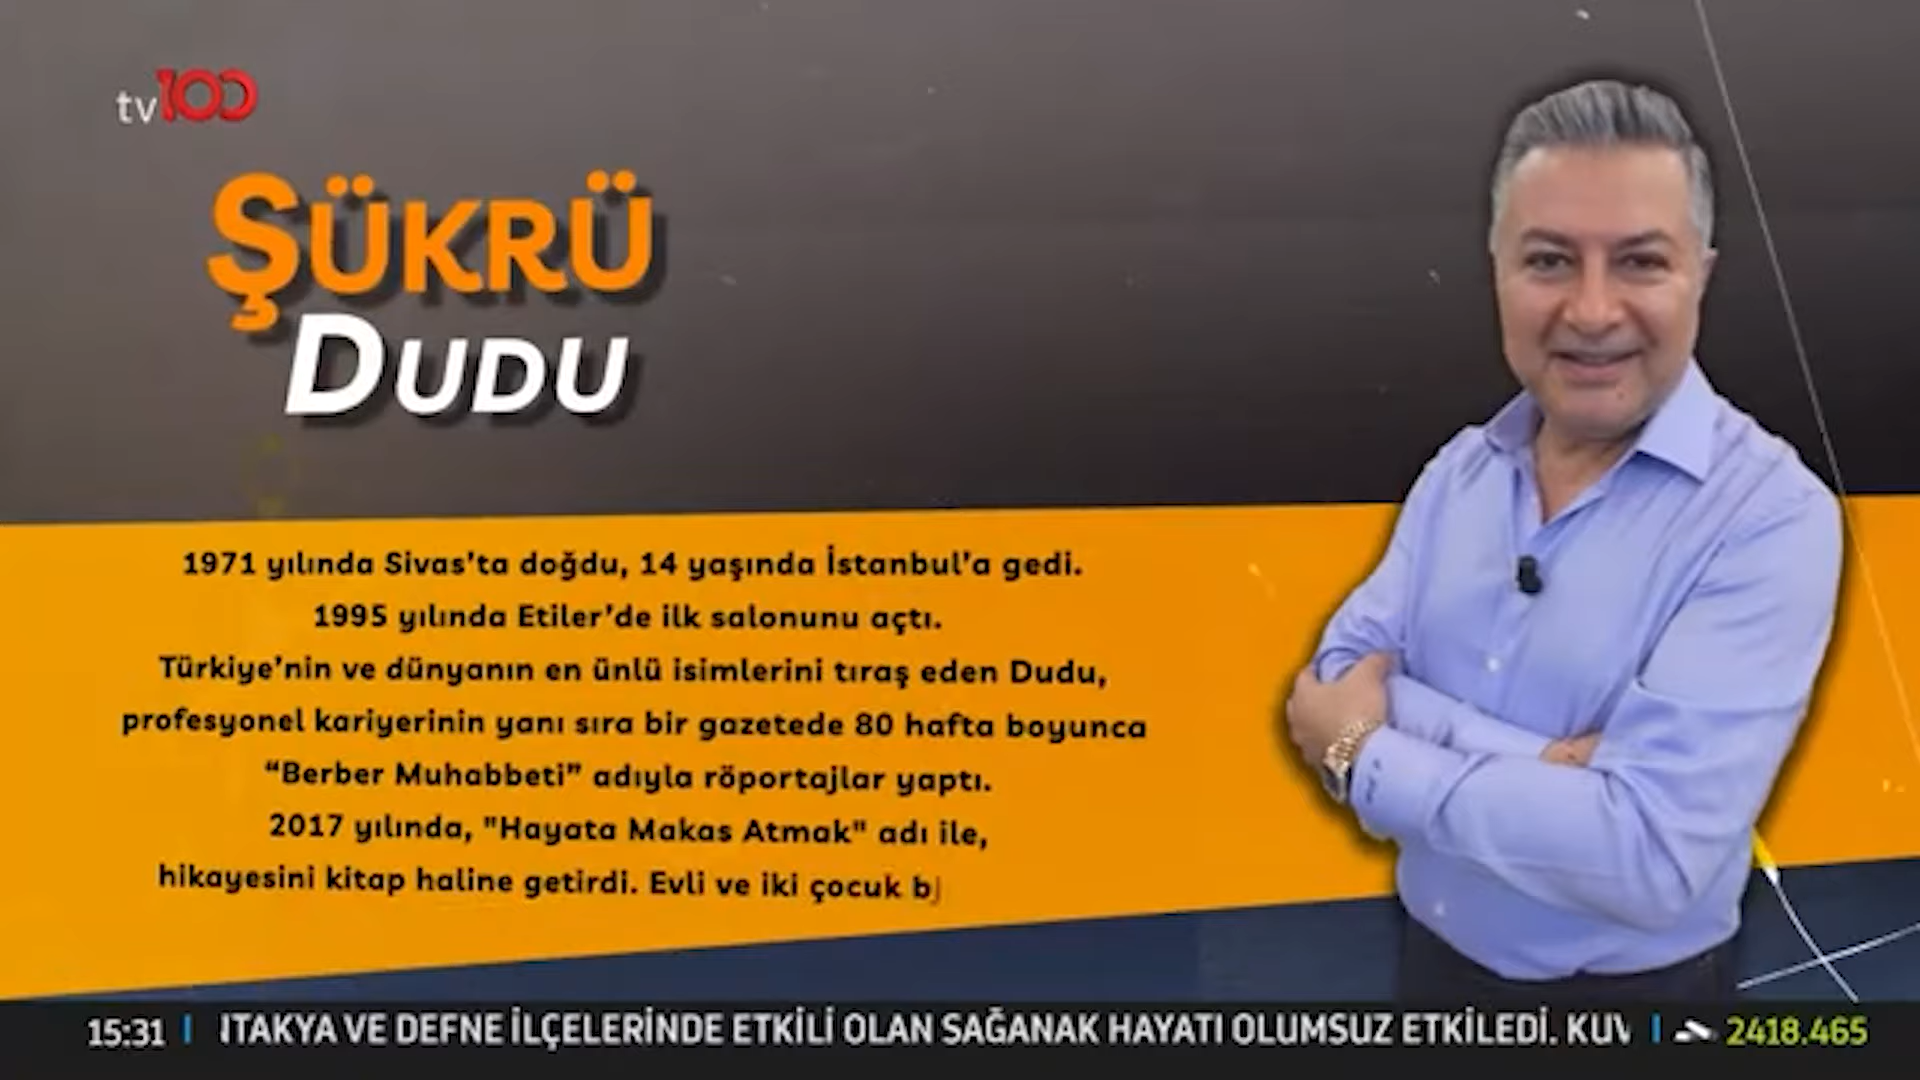 tv100
ŞÜKRÜ
DUDU
1971 yılında Sivas’ta doğdu, 14 yaşında İstanbul’a gedi.
1995 yılında Etiler’de ilk salonunu açtı.
Türkiye’nin ve dünyanın en ünlü isimlerini tıraş eden Dudu,
profesyonel kariyerinin yanı sıra bir gazetede 80 hafta boyunca
“Berber Muhabbeti” adıyla röportajlar yaptı.
2017 yılında, "Hayata Makas Atmak" adı ile,
hikayesini kitap haline getirdi. Evli ve iki çocuk b
15:31 TAKYA VE DEFNE İLÇELERİNDE ETKİLİ OLAN SAĞANAK HAYATI OLUMSUZ ETKİLEDİ. KUV 2418.465